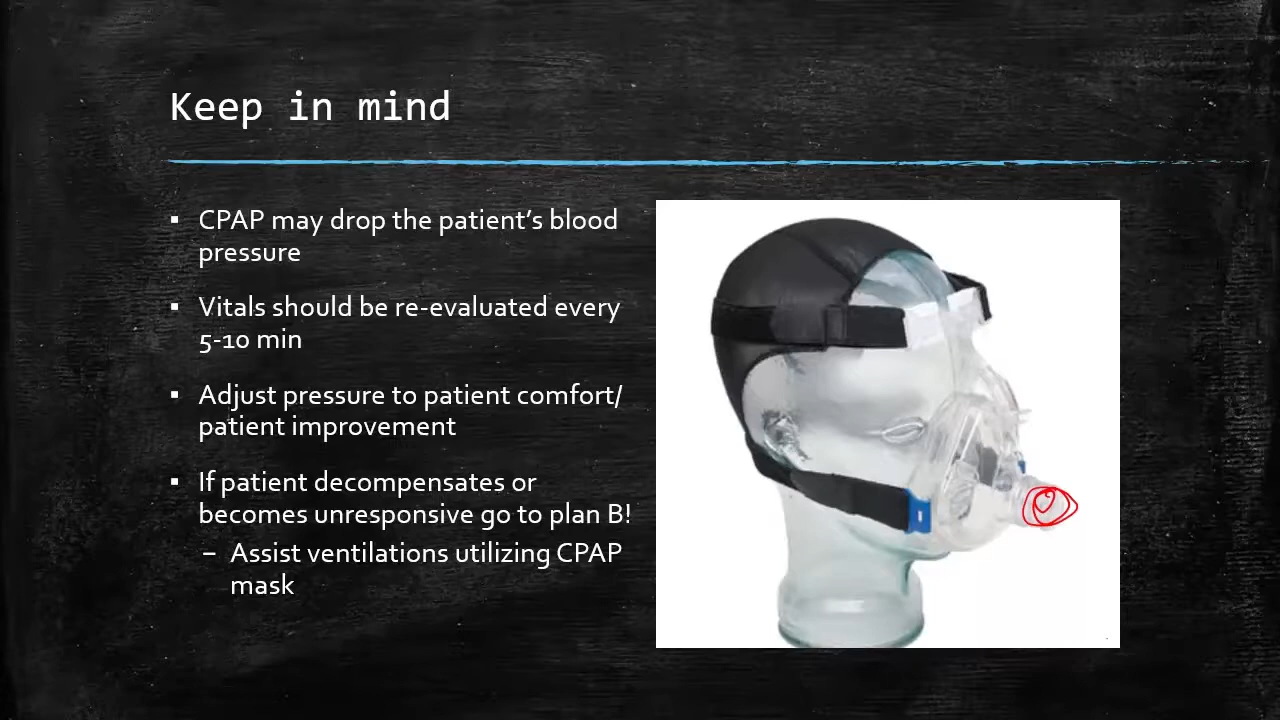 Keep in mind
▪ CPAP may drop the patient's blood
pressure
▪ Vitals should be re-evaluated every
5-10 min
▪ Adjust pressure to patient comfort/
patient improvement
▪ If patient decompensates or
becomes unresponsive go to plan B!
– Assist ventilations utilizing CPAP
mask